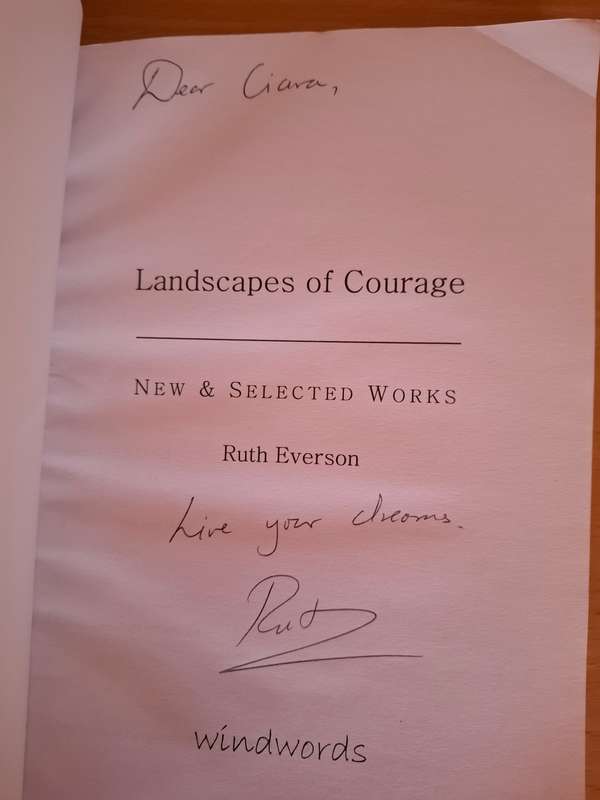 Dear Ciara,
Landscapes of Courage
NEW & SELECTED WORKS
Ruth Everson
Live your dreams.
Ruth
windwords